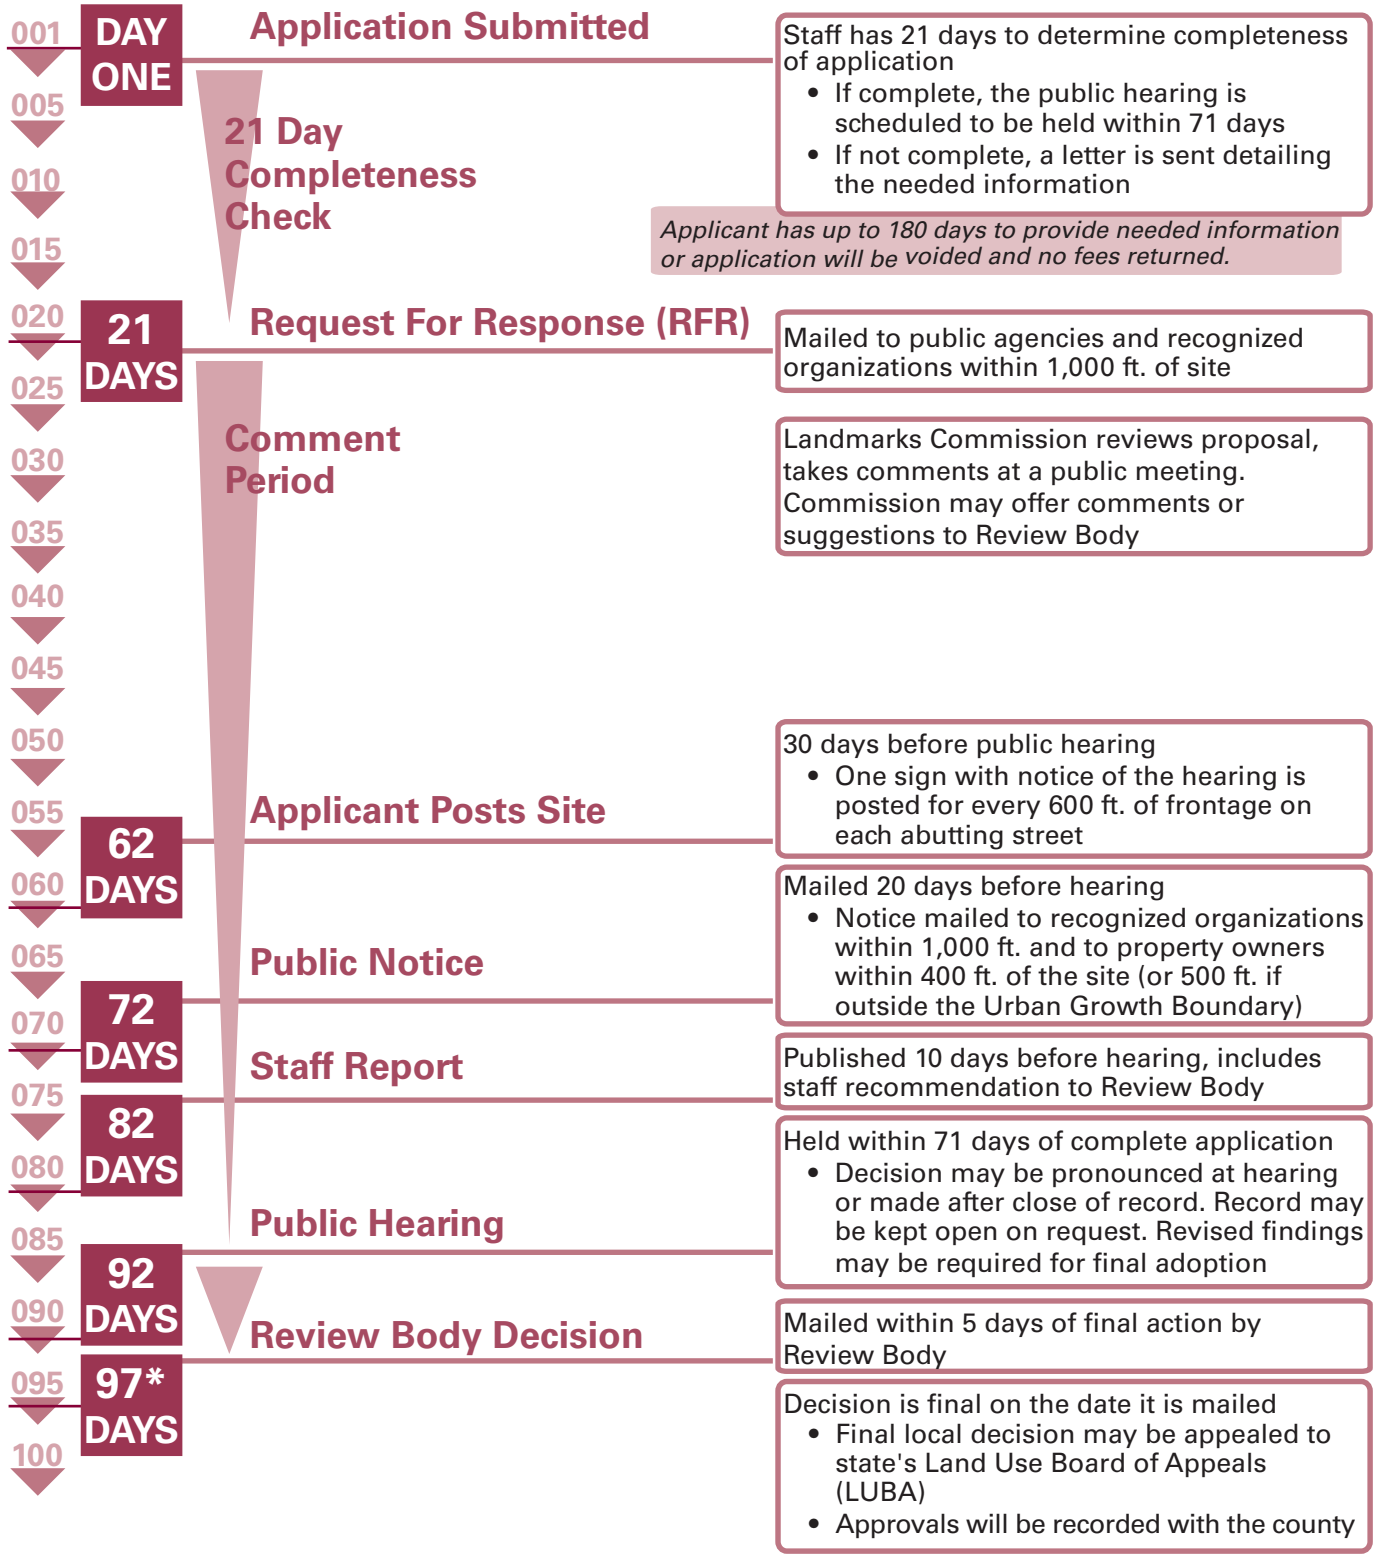 001
DAY
ONE
Application Submitted
Staff has 21 days to determine completeness
of application
• If complete, the public hearing is
scheduled to be held within 71 days
• If not complete, a letter is sent detailing
the needed information
005
21 Day
Completeness
Check
010
015
Applicant has up to 180 days to provide needed information
or application will be voided and no fees returned.
020
21
DAYS
Request For Response (RFR)
Mailed to public agencies and recognized
organizations within 1,000 ft. of site
025
Comment
Period
Landmarks Commission reviews proposal,
takes comments at a public meeting.
Commission may offer comments or
suggestions to Review Body
030
035
040
045
050
30 days before public hearing
• One sign with notice of the hearing is
posted for every 600 ft. of frontage on
each abutting street
055
62
DAYS
Applicant Posts Site
060
Mailed 20 days before hearing
• Notice mailed to recognized organizations
within 1,000 ft. and to property owners
within 400 ft. of the site (or 500 ft. if
outside the Urban Growth Boundary)
065
Public Notice
72
DAYS
070
Staff Report
Published 10 days before hearing, includes
staff recommendation to Review Body
075
82
DAYS
080
Held within 71 days of complete application
• Decision may be pronounced at hearing
or made after close of record. Record may
be kept open on request. Revised findings
may be required for final adoption
085
Public Hearing
92
DAYS
090
Review Body Decision
Mailed within 5 days of final action by
Review Body
095
97*
DAYS
100
Decision is final on the date it is mailed
• Final local decision may be appealed to
state's Land Use Board of Appeals
(LUBA)
• Approvals will be recorded with the county